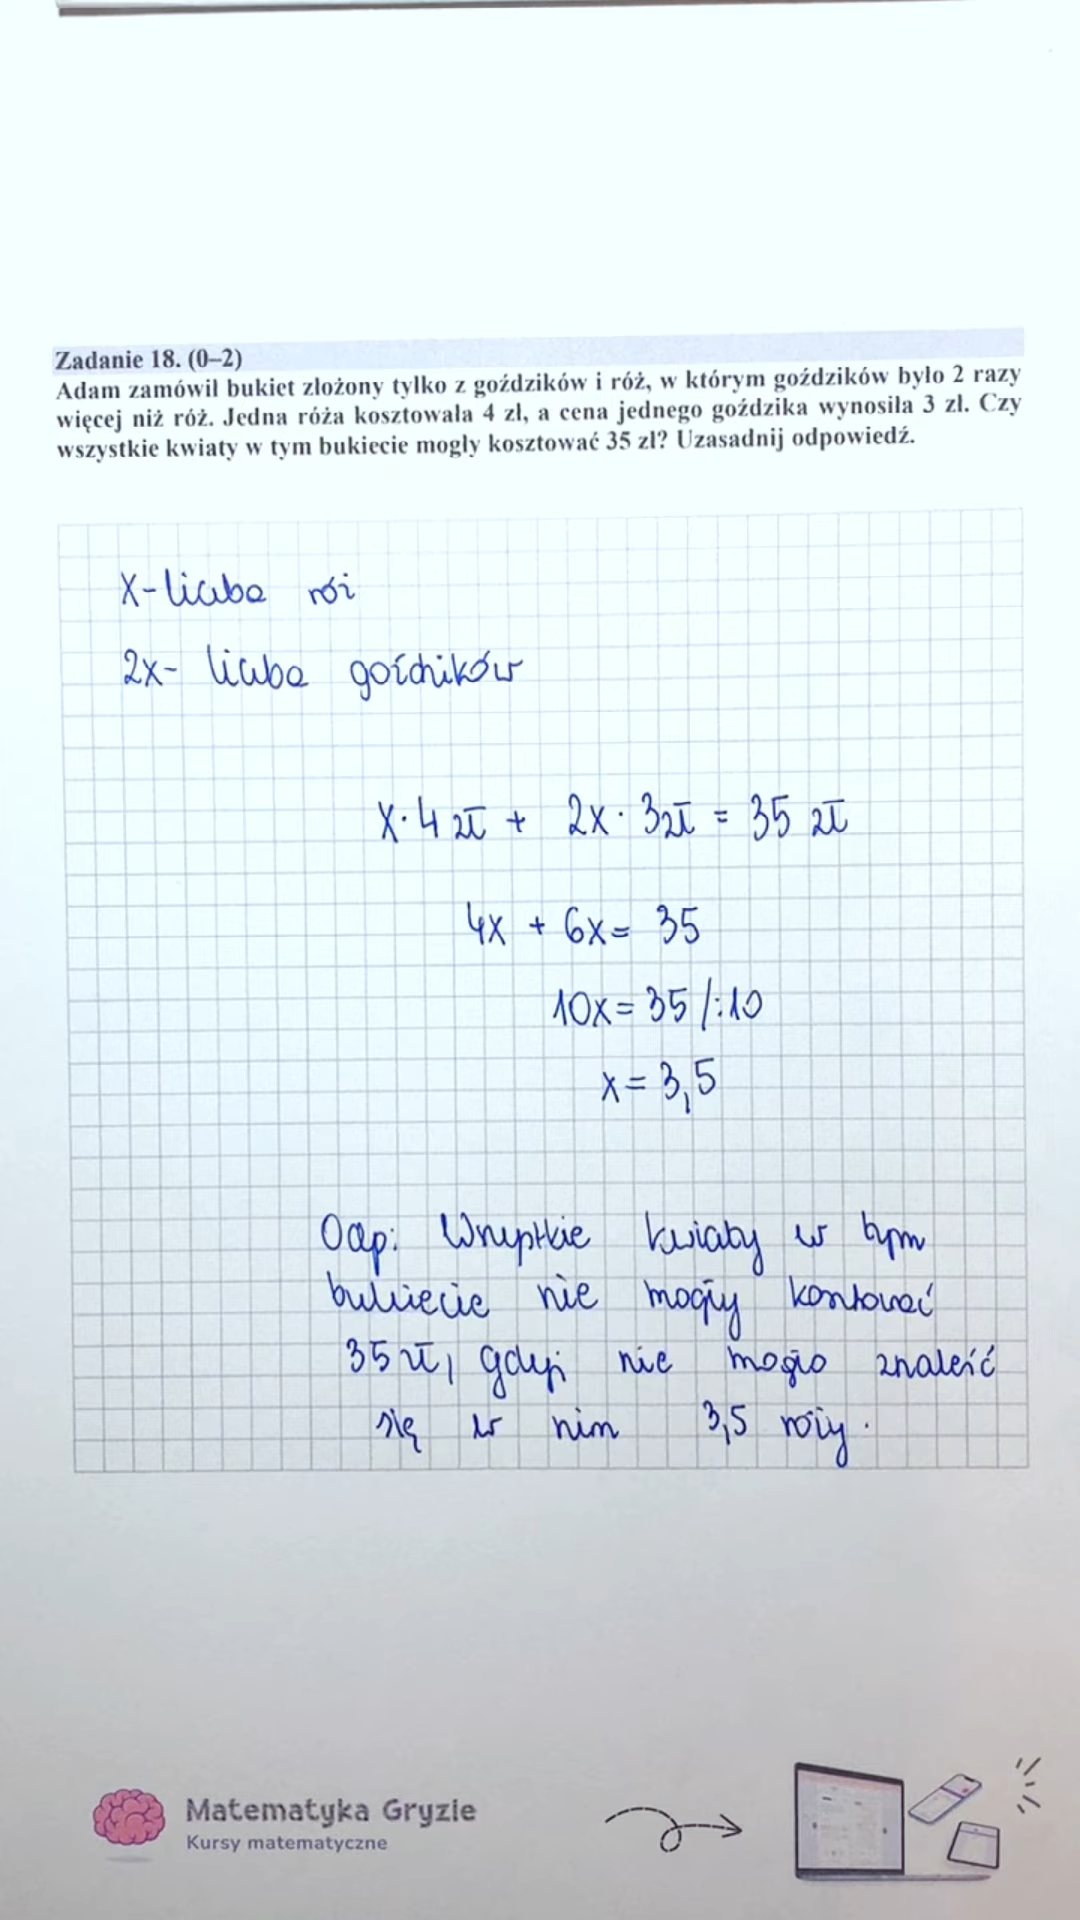 Zadanie 18. (0–2)
Adam zamówił bukiet złożony tylko z goździków i róż, w którym goździków było 2 razy
więcej niż róż. Jedna róża kosztowała 4 zł, a cena jednego goździka wynosiła 3 zł. Czy
wszystkie kwiaty w tym bukiecie mogły kosztować 35 zł? Uzasadnij odpowiedź.
x - liczba róż
2x - liczba goździków
x · 4 zł + 2x · 3 zł = 35 zł
4x + 6x = 35
10x = 35 /:10
x = 3,5
Odp: Wszystkie kwiaty w tym
bukiecie nie mogły kosztować
35 zł, gdyż nie mogło znaleźć
się w nim 3,5 róży.
Matematyka Gryzie
Kursy matematyczne